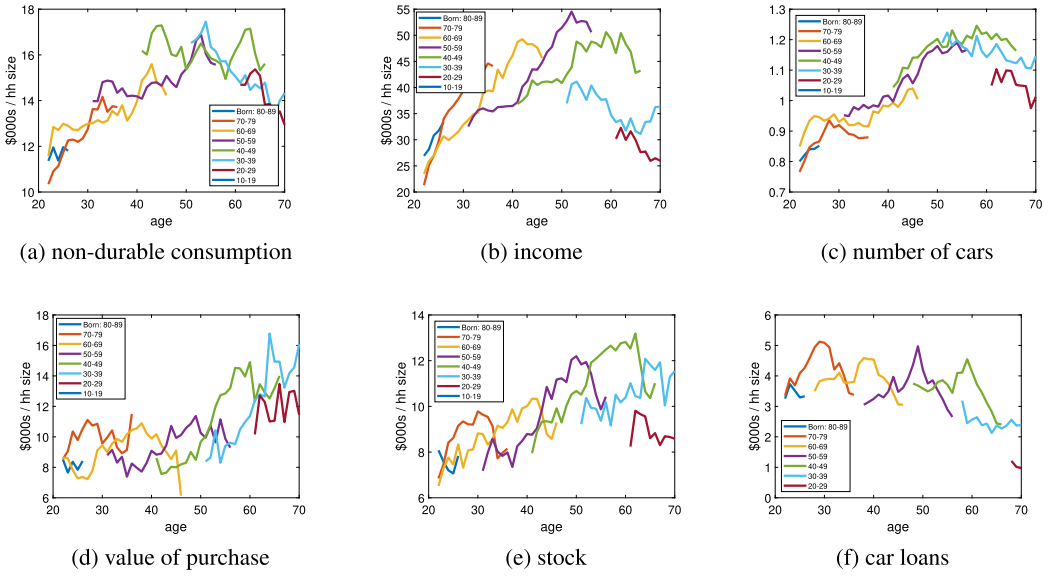 18
16
14
12
10
$000s / hh size
20 30 40 50 60 70
age
Born: 80-89
70-79
60-69
50-59
40-49
30-39
20-29
10-19
(a) non-durable consumption
55
50
45
40
35
30
25
20
$000s / hh size
20 30 40 50 60 70
age
Born: 80-89
70-79
60-69
50-59
40-49
30-39
20-29
10-19
(b) income
1.3
1.2
1.1
1
0.9
0.8
0.7
$000s / hh size
20 30 40 50 60 70
age
Born: 80-89
70-79
60-69
50-59
40-49
30-39
20-29
10-19
(c) number of cars
18
16
14
12
10
8
6
$000s / hh size
20 30 40 50 60 70
age
Born: 80-89
70-79
60-69
50-59
40-49
30-39
20-29
10-19
(d) value of purchase
14
12
10
8
6
$000s / hh size
20 30 40 50 60 70
age
Born: 80-89
70-79
60-69
50-59
40-49
30-39
20-29
10-19
(e) stock
6
5
4
3
2
1
0
$000s / hh size
20 30 40 50 60 70
age
Born: 80-89
70-79
60-69
50-59
40-49
30-39
20-29
(f) car loans